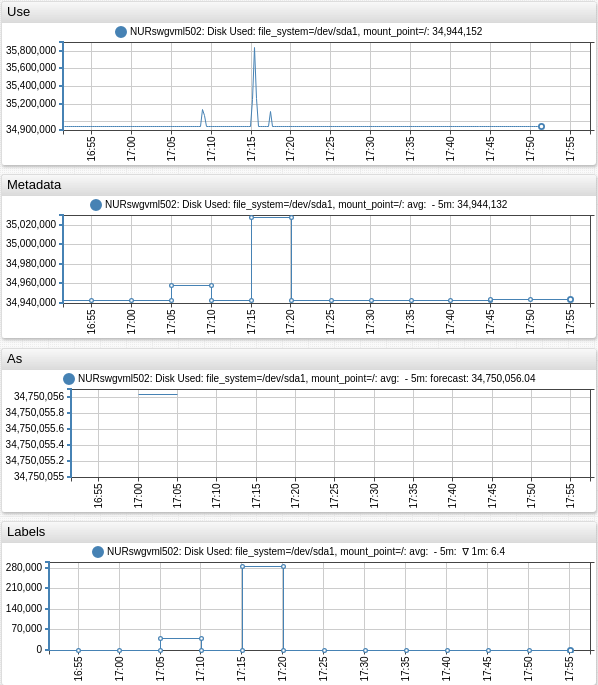 Use
NURswgvml502: Disk Used: file_system=/dev/sda1, mount_point=/: 34,944,152
35,800,000
35,600,000
35,400,000
35,200,000
34,900,000
16:55 17:00 17:05 17:10 17:15 17:20 17:25 17:30 17:35 17:40 17:45 17:50 17:55
Metadata
NURswgvml502: Disk Used: file_system=/dev/sda1, mount_point=/: avg: - 5m: 34,944,132
35,020,000
35,000,000
34,980,000
34,960,000
34,940,000
16:55 17:00 17:05 17:10 17:15 17:20 17:25 17:30 17:35 17:40 17:45 17:50 17:55
As
NURswgvml502: Disk Used: file_system=/dev/sda1, mount_point=/: avg: - 5m: forecast: 34,750,056.04
34,750,056
34,750,055.8
34,750,055.6
34,750,055.4
34,750,055.2
34,750,055
16:55 17:00 17:05 17:10 17:15 17:20 17:25 17:30 17:35 17:40 17:45 17:50 17:55
Labels
NURswgvml502: Disk Used: file_system=/dev/sda1, mount_point=/: avg: - 5m: ∇ 1m: 6.4
280,000
210,000
140,000
70,000
0
16:55 17:00 17:05 17:10 17:15 17:20 17:25 17:30 17:35 17:40 17:45 17:50 17:55